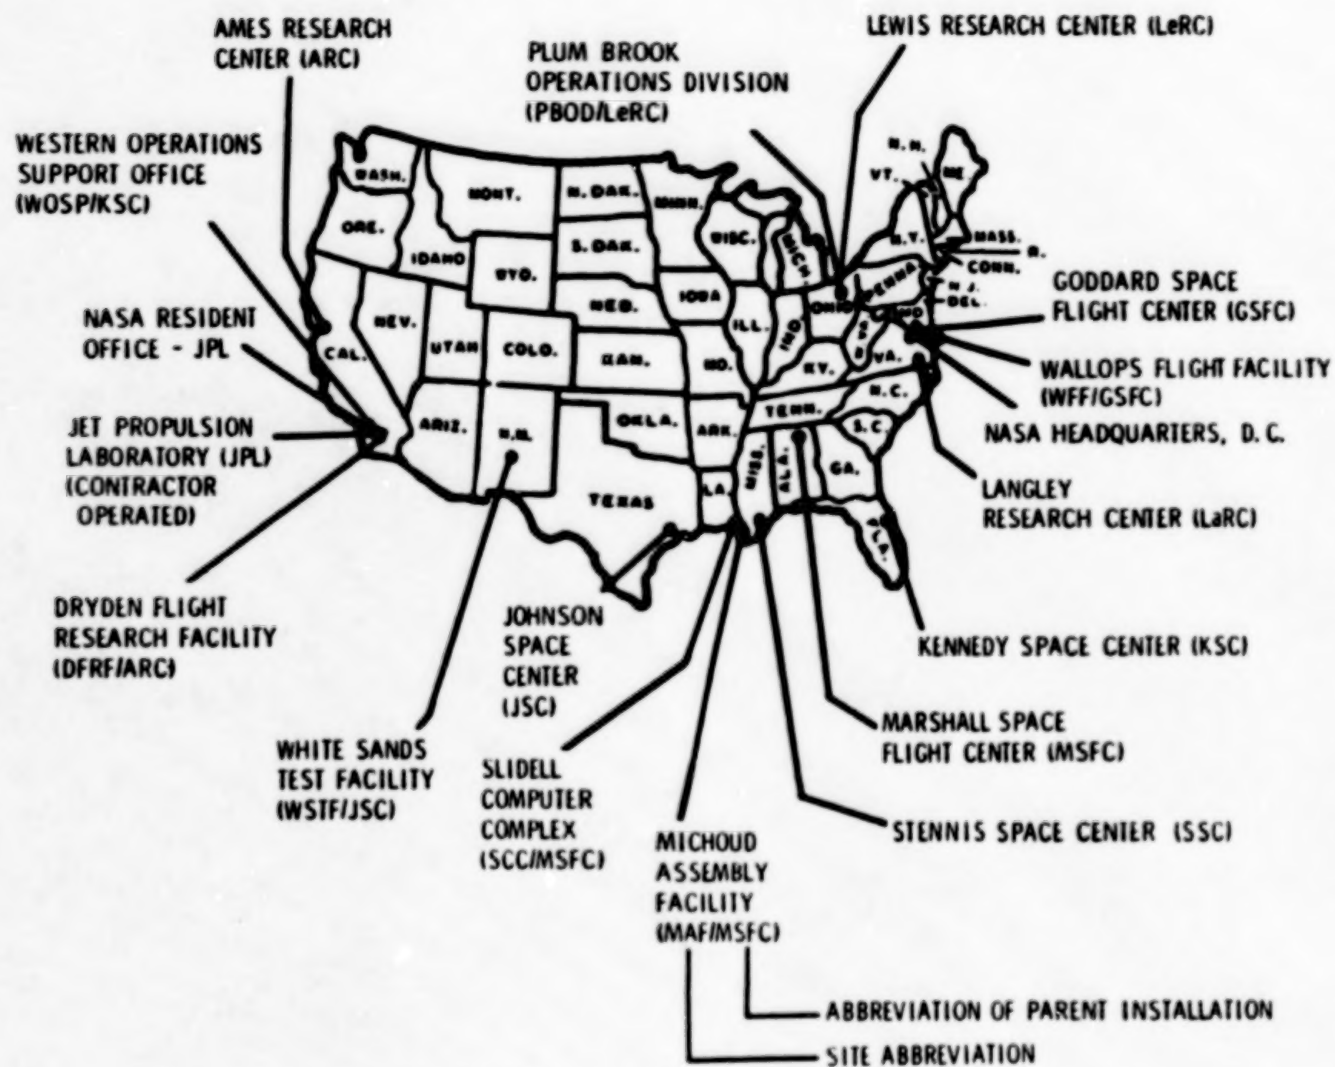 AMES RESEARCH
CENTER (ARC)
PLUM BROOK
OPERATIONS DIVISION
(PBOD/LeRC)
LEWIS RESEARCH CENTER (LeRC)
WESTERN OPERATIONS
SUPPORT OFFICE
(WOSP/KSC)
NASA RESIDENT
OFFICE - JPL
JET PROPULSION
LABORATORY (JPL)
(CONTRACTOR
OPERATED)
DRYDEN FLIGHT
RESEARCH FACILITY
(DFRF/ARC)
WHITE SANDS
TEST FACILITY
(WSTF/JSC)
JOHNSON
SPACE
CENTER
(JSC)
SLIDELL
COMPUTER
COMPLEX
(SCC/MSFC)
MICHOUD
ASSEMBLY
FACILITY
(MAF/MSFC)
ABBREVIATION OF PARENT INSTALLATION
SITE ABBREVIATION
STENNIS SPACE CENTER (SSC)
MARSHALL SPACE
FLIGHT CENTER (MSFC)
KENNEDY SPACE CENTER (KSC)
LANGLEY
RESEARCH CENTER (LaRC)
NASA HEADQUARTERS, D. C.
WALLOPS FLIGHT FACILITY
(WFF/GSFC)
GODDARD SPACE
FLIGHT CENTER (GSFC)
WASH.
MONT.
N. DAK.
MINN.
ORE.
IDAHO
S. DAK.
WISC.
MICH.
WYO.
NEB.
IOWA
NEV.
UTAH
COLO.
KAN.
MO.
ILL.
IND.
OHIO
PENNA.
N.Y.
VT.
N.H.
ME.
MASS.
R.
CONN.
N J.
DEL.
MD
VA.
KY.
CAL.
ARIZ.
N.M.
OKLA.
ARK.
TENN.
N.C.
S.C.
TEXAS
LA.
MISS.
ALA.
GA.
FLA.